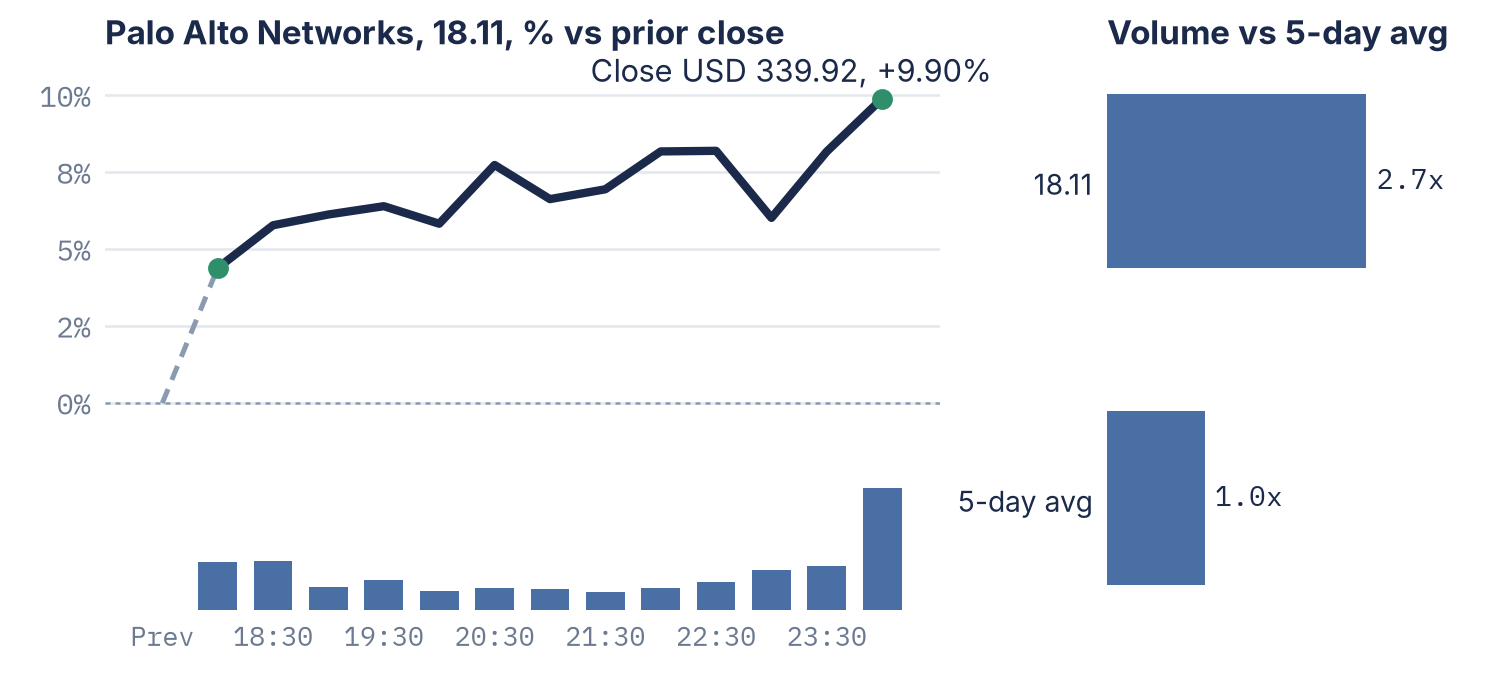 Palo Alto Networks, 18.11, % vs prior close
Close USD 339.92, +9.90%
10%
8%
5%
2%
0%
Prev 18:30 19:30 20:30 21:30 22:30 23:30
Volume vs 5-day avg
18.11 2.7x
5-day avg 1.0x